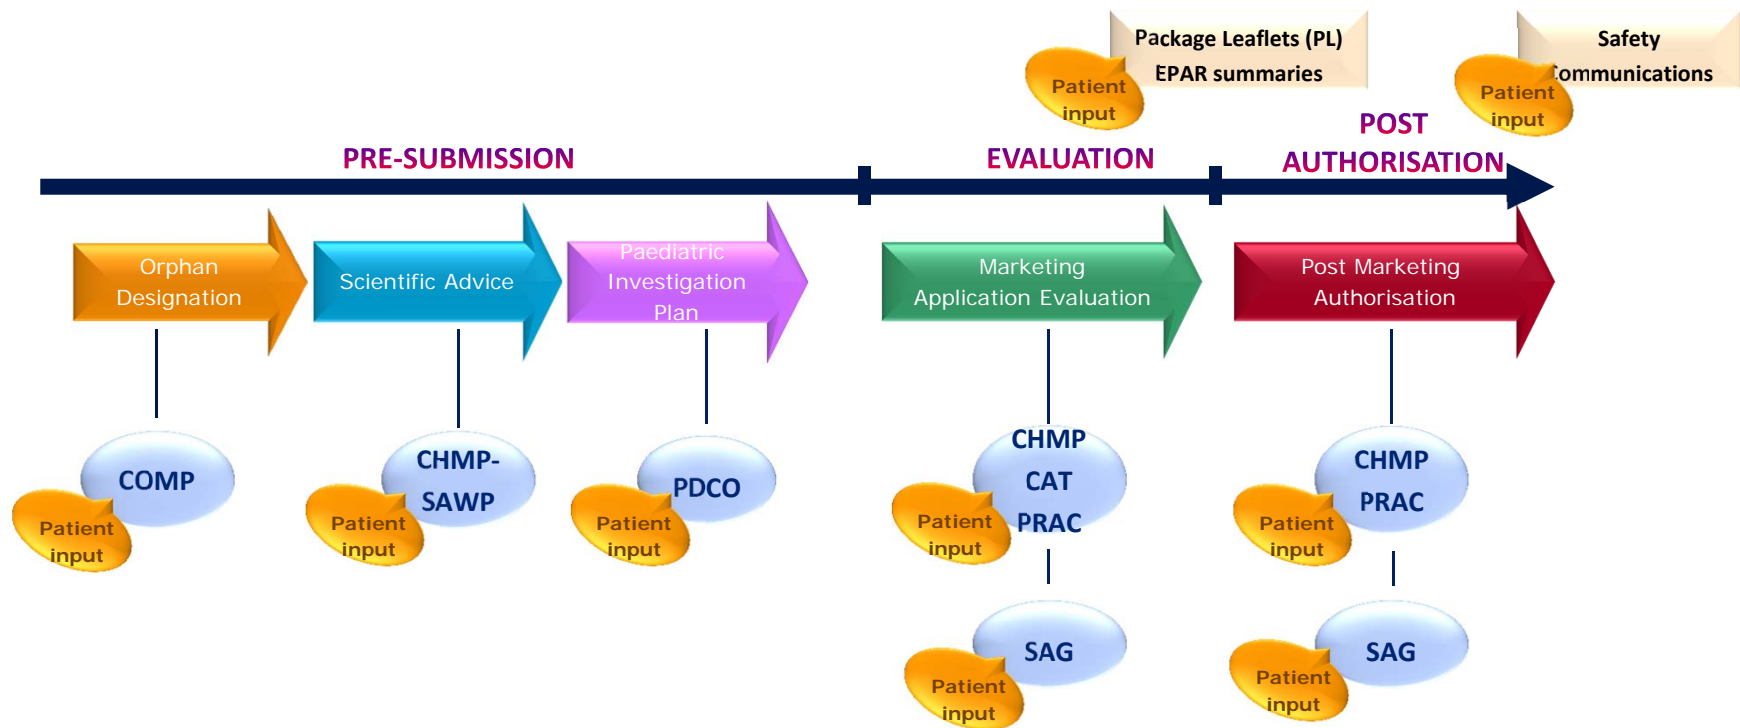 Package Leaflets (PL)
EPAR summaries
Patient
input
Safety
Communications
Patient
input
PRE-SUBMISSION
EVALUATION
POST
AUTHORISATION
Orphan
Designation
Scientific Advice
Paediatric
Investigation
Plan
Marketing
Application Evaluation
Post Marketing
Authorisation
COMP
Patient
input
CHMP-
SAWP
Patient
input
PDCO
Patient
input
CHMP
CAT
PRAC
Patient
input
CHMP
PRAC
Patient
input
SAG
Patient
input
SAG
Patient
input